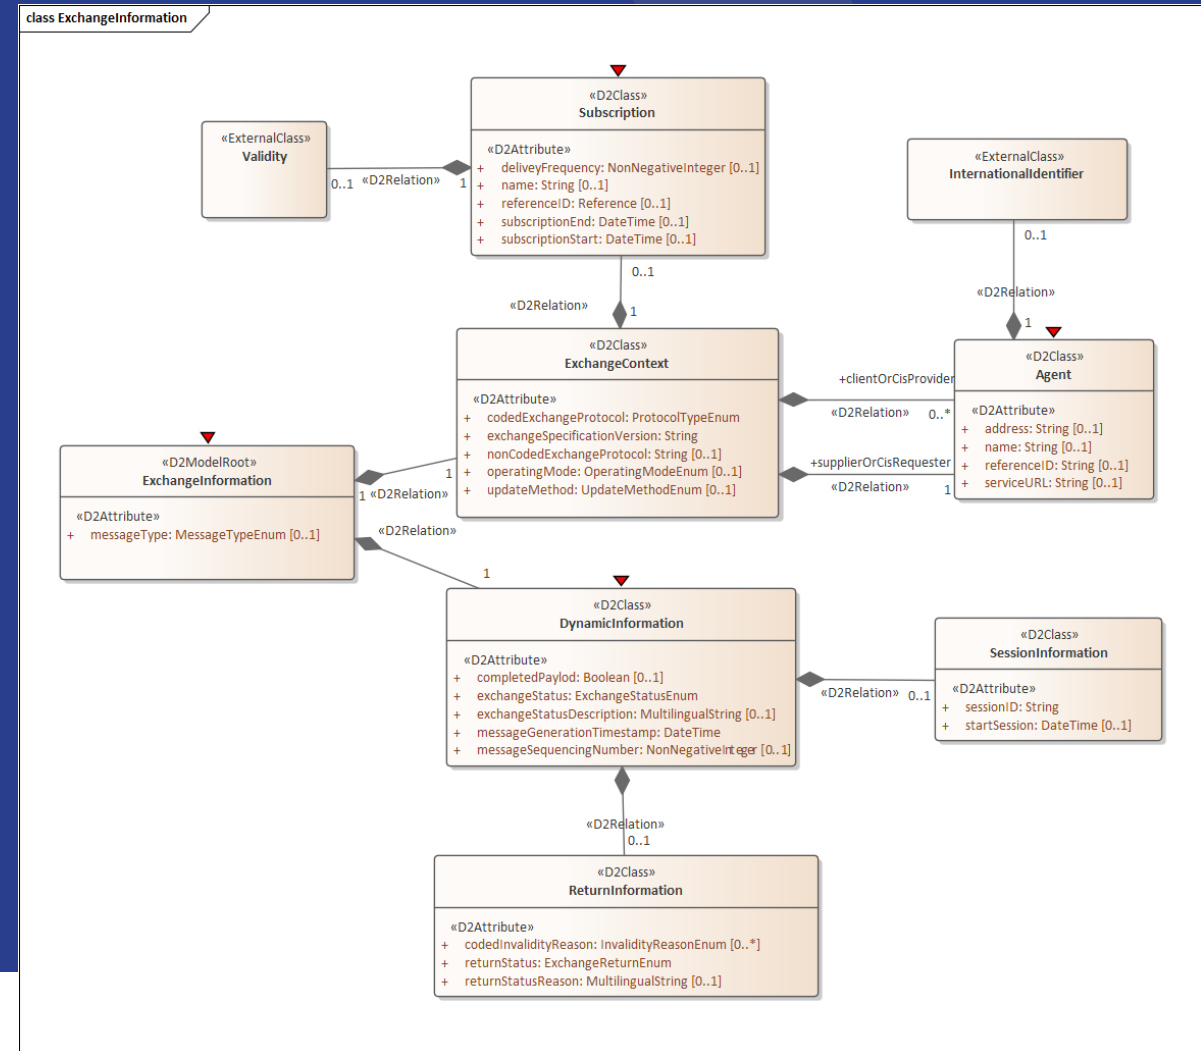 class ExchangeInformation
«D2Class»
Subscription
«D2Attribute»
+ deliveyFrequency: NonNegativeInteger [0..1]
+ name: String [0..1]
+ referenceID: Reference [0..1]
+ subscriptionEnd: DateTime [0..1]
+ subscriptionStart: DateTime [0..1]
«ExternalClass»
Validity
0..1 «D2Relation» 1
«ExternalClass»
InternationalIdentifier
0..1
«D2Relation»
1
0..1
«D2Relation»
1
«D2Class»
ExchangeContext
«D2Attribute»
+ codedExchangeProtocol: ProtocolTypeEnum
+ exchangeSpecificationVersion: String
+ nonCodedExchangeProtocol: String [0..1]
+ operatingMode: OperatingModeEnum [0..1]
+ updateMethod: UpdateMethodEnum [0..1]
+clientOrCisProvider
«D2Relation» 0..*
+supplierOrCisRequester
«D2Relation» 1
«D2Class»
Agent
«D2Attribute»
+ address: String [0..1]
+ name: String [0..1]
+ referenceID: String [0..1]
+ serviceURL: String [0..1]
«D2ModelRoot»
ExchangeInformation
«D2Attribute»
+ messageType: MessageTypeEnum [0..1]
1
1 «D2Relation»
«D2Relation»
1
«D2Class»
DynamicInformation
«D2Attribute»
+ completedPaylod: Boolean [0..1]
+ exchangeStatus: ExchangeStatusEnum
+ exchangeStatusDescription: MultilingualString [0..1]
+ messageGenerationTimestamp: DateTime
+ messageSequencingNumber: NonNegativeInteger [0..1]
«D2Relation» 0..1
«D2Class»
SessionInformation
«D2Attribute»
+ sessionID: String
+ startSession: DateTime [0..1]
«D2Relation»
0..1
«D2Class»
ReturnInformation
«D2Attribute»
+ codedInvalidityReason: InvalidityReasonEnum [0..*]
+ returnStatus: ExchangeReturnEnum
+ returnStatusReason: MultilingualString [0..1]